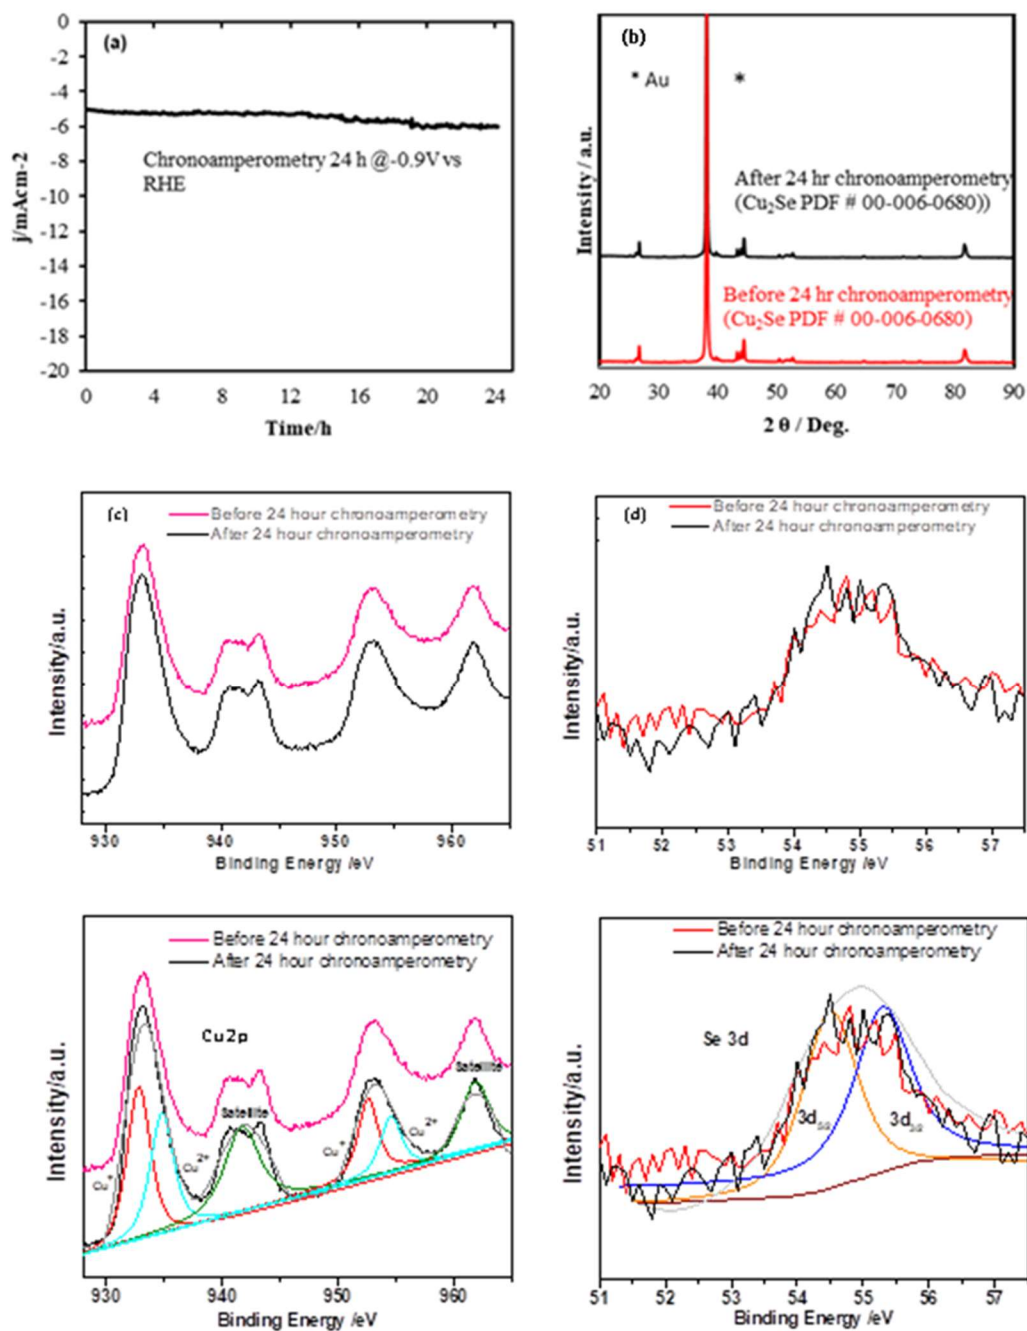 (a)
0
-2
-4
-6
-8
-10
-12
-14
-16
-18
-20
j/mAcm-2
Chronoamperometry 24 h @-0.9V vs
RHE
0 4 8 12 16 20 24
Time/h
(b)
* Au
*
Intensity / a.u.
After 24 hr chronoamperometry
(Cu₂Se PDF # 00-006-0680))
Before 24 hr chronoamperometry
(Cu₂Se PDF # 00-006-0680)
20 30 40 50 60 70 80 90
2 θ / Deg.
(c)
Before 24 hour chronoamperometry
After 24 hour chronoamperometry
Intensity/a.u.
930 940 950 960
Binding Energy /eV
(d)
Before 24 hour chronoamperometry
After 24 hour chronoamperometry
Intensity/a.u.
51 52 53 54 55 56 57
Binding Energy /eV
Before 24 hour chronoamperometry
After 24 hour chronoamperometry
Cu2p
Satellite
Satellite
Cu⁺
Cu²⁺
Cu⁺
Cu²⁺
Intensity/a.u.
930 940 950 960
Binding Energy /eV
Before 24 hour chronoamperometry
After 24 hour chronoamperometry
Se 3d
3d
3d
Intensity/a.u.
51 52 53 54 55 56 57
Binding Energy /eV